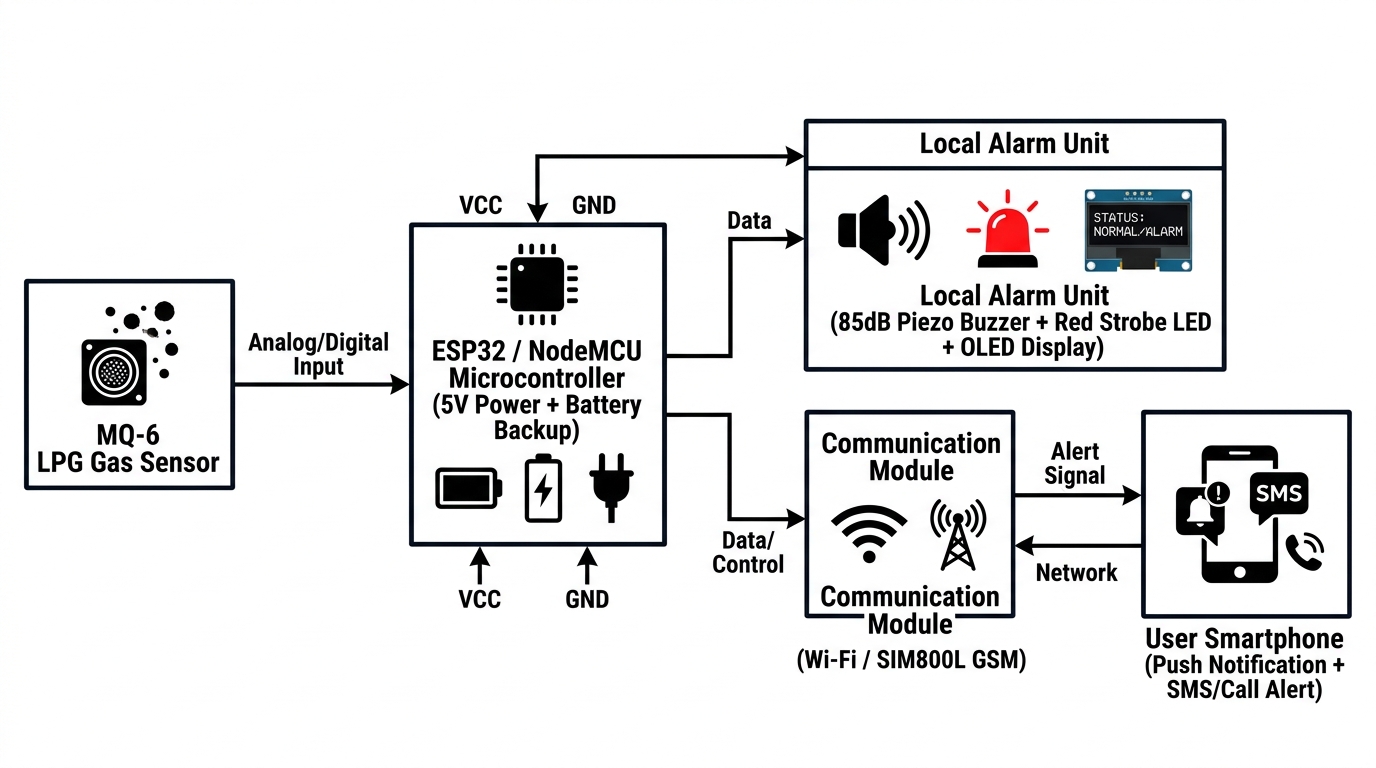 MQ-6
LPG Gas Sensor
Analog/Digital
Input
VCC GND
ESP32 / NodeMCU
Microcontroller
(5V Power + Battery
Backup)
VCC
GND
Data
Local Alarm Unit
STATUS:
NORMAL/ALARM
Local Alarm Unit
(85dB Piezo Buzzer + Red Strobe LED
+ OLED Display)
Data/
Control
Communication
Module
Communication
Module
(Wi-Fi / SIM800L GSM)
Alert
Signal
Network
!
SMS
User Smartphone
(Push Notification +
SMS/Call Alert)